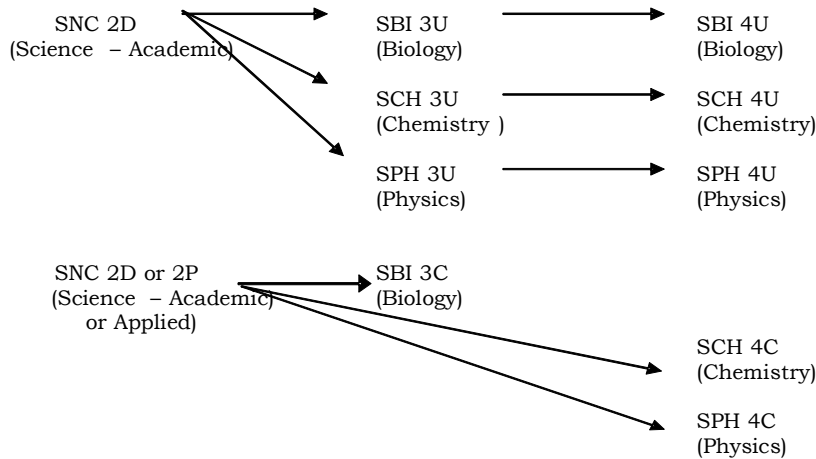 SNC 2D
(Science – Academic)
SBI 3U
(Biology)
SBI 4U
(Biology)
SCH 3U
(Chemistry )
SCH 4U
(Chemistry)
SPH 3U
(Physics)
SPH 4U
(Physics)
SNC 2D or 2P
(Science – Academic)
or Applied)
SBI 3C
(Biology)
SCH 4C
(Chemistry)
SPH 4C
(Physics)